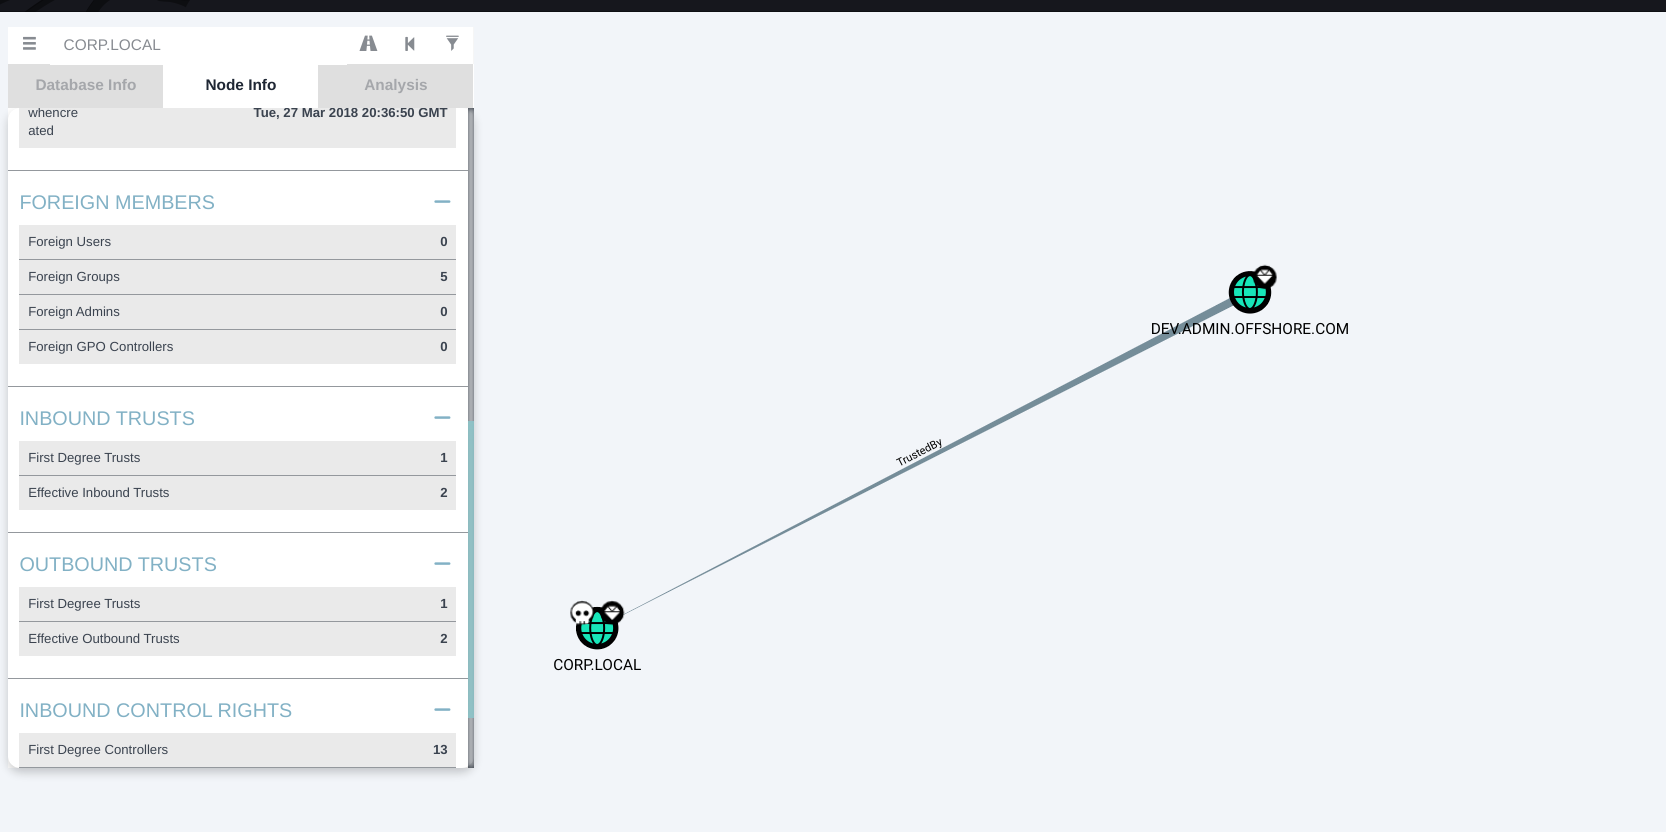 CORP.LOCAL
Database Info
Node Info
Analysis
whencre
ated
Tue, 27 Mar 2018 20:36:50 GMT
FOREIGN MEMBERS
Foreign Users 0
Foreign Groups 5
Foreign Admins 0
Foreign GPO Controllers 0
INBOUND TRUSTS
First Degree Trusts 1
Effective Inbound Trusts 2
OUTBOUND TRUSTS
First Degree Trusts 1
Effective Outbound Trusts 2
INBOUND CONTROL RIGHTS
First Degree Controllers 13
DEV.ADMIN.OFFSHORE.COM
TrustedBy
CORP.LOCAL